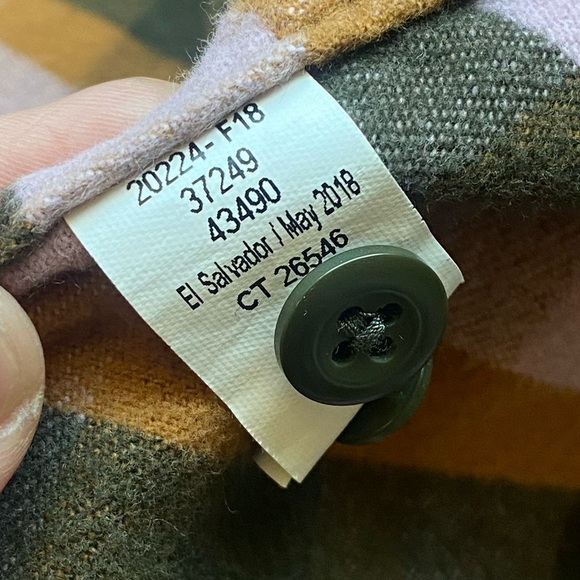 20224- F18
37249
43490
El Salvador / May 2018
CT 26546